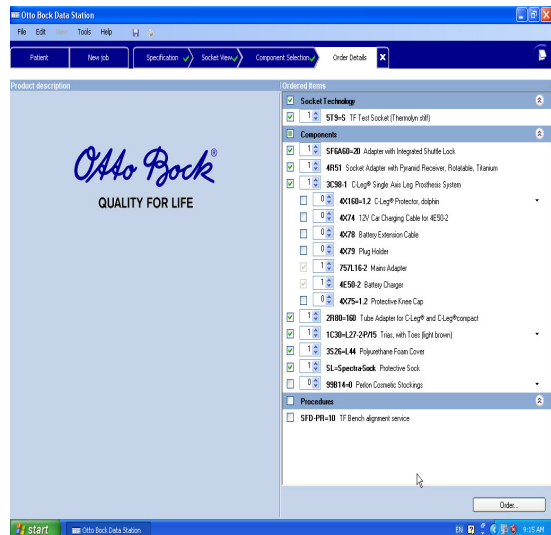 Otto Bock Data Station
File Edit View Tools Help
Patient New job Specification Socket View Component Selection Order Details X
Product description
Otto Bock®
QUALITY FOR LIFE
Ordered Items
Socket Technology
1 5T9=S TF Test Socket (Thermolyn stiff)
Components
1 5F6A60=20 Adapter with Integrated Shuttle Lock
1 4R51 Socket Adapter with Pyramid Receiver, Rotatable, Titanium
1 3C98-1 C-Leg® Single Axis Leg Prosthesis System
0 4X160=1.2 C-Leg® Protector, dolphin
0 4X74 12V Car Charging Cable for 4E50-2
0 4X78 Battery Extension Cable
0 4X79 Plug Holder
1 757L16-2 Mains Adapter
1 4E50-2 Battery Charger
0 4X75=1.2 Protective Knee Cap
1 2R80=160 Tube Adapter for C-Leg® and C-Leg®compact
1 1C30=L27-2-P/15 Trias, with Toes (light brown)
1 3S26=L44 Polyurethane Foam Cover
1 SL=Spectra-Sock Protective Sock
0 99B14=0 Perlon Cosmetic Stockings
Procedures
SFD-PR=10 TF Bench alignment service
Order...
start Otto Bock Data Station EN 9:15 AM